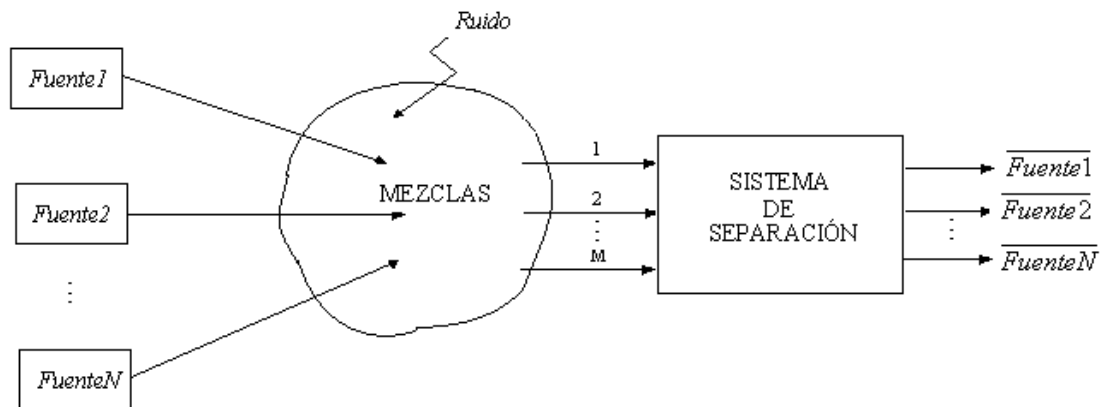 Ruido
Fuente1
Fuente2
⋮
FuenteN
MEZCLAS
1
2
⋮
M
SISTEMA
DE
SEPARACIÓN
Fuente1
Fuente2
⋮
FuenteN